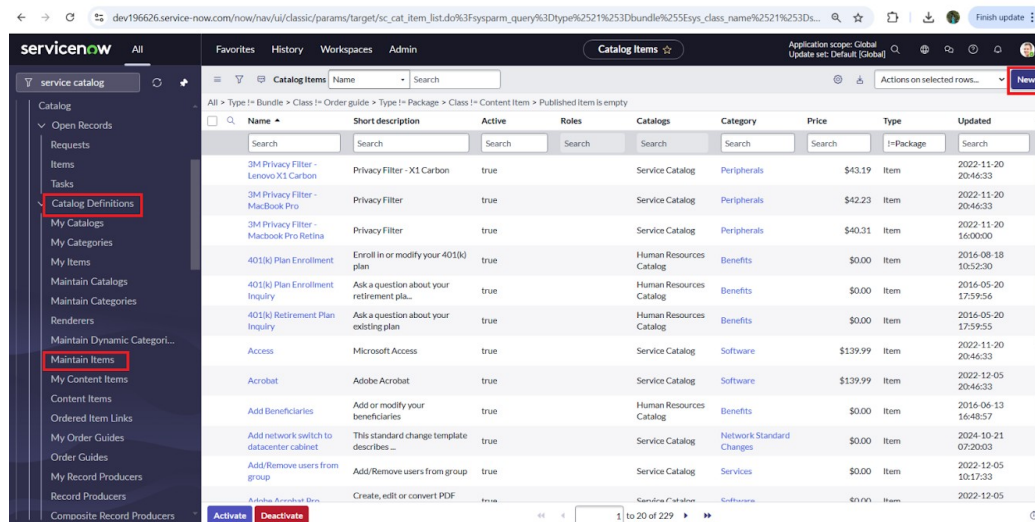 dev196626.service-now.com/now/nav/ui/classic/params/target/sc_cat_item_list.do%3Fsysparm_query%3Dtype%2521%253Dbundle%255Esys_class_name%2521%253Ds...
Finish update
servicenow All Favorites History Workspaces Admin Catalog Items Application scope: Global
Update set: Default [Global]
service catalog Catalog Items Name Search Actions on selected rows... New
Catalog
Open Records
Requests
Items
Tasks
Catalog Definitions
My Catalogs
My Categories
My Items
Maintain Catalogs
Maintain Categories
Renderers
Maintain Dynamic Categori...
Maintain Items
My Content Items
Content Items
Ordered Item Links
My Order Guides
Order Guides
My Record Producers
Record Producers
Composite Record Producers
All > Type != Bundle > Class != Order guide > Type != Package > Class != Content Item > Published item is empty
Name Short description Active Roles Catalogs Category Price Type Updated
Search Search Search Search Search Search Search !=Package Search
3M Privacy Filter - Lenovo X1 Carbon Privacy Filter - X1 Carbon true Service Catalog Peripherals $43.19 Item 2022-11-20 20:46:33
3M Privacy Filter - MacBook Pro Privacy Filter true Service Catalog Peripherals $42.23 Item 2022-11-20 20:46:33
3M Privacy Filter - Macbook Pro Retina Privacy Filter true Service Catalog Peripherals $40.31 Item 2022-11-20 16:00:00
401(k) Plan Enrollment Enroll in or modify your 401(k) plan true Human Resources Catalog Benefits $0.00 Item 2016-08-18 10:52:30
401(k) Plan Enrollment Inquiry Ask a question about your retirement pla... true Human Resources Catalog Benefits $0.00 Item 2016-05-20 17:59:56
401(k) Retirement Plan Inquiry Ask a question about your existing plan true Human Resources Catalog Benefits $0.00 Item 2016-05-20 17:59:55
Access Microsoft Access true Service Catalog Software $139.99 Item 2022-11-20 20:46:33
Acrobat Adobe Acrobat true Service Catalog Software $139.99 Item 2022-12-05 20:46:33
Add Beneficiaries Add or modify your beneficiaries true Human Resources Catalog Benefits $0.00 Item 2016-06-13 16:48:57
Add network switch to datacenter cabinet This standard change template describes ... true Service Catalog Network Standard Changes $0.00 Item 2024-10-21 07:20:03
Add/Remove users from group Add/Remove users from group true Service Catalog Services $0.00 Item 2022-12-05 10:17:33
Adobe Acrobat Pro Create, edit or convert PDF true Service Catalog Software $0.00 Item 2022-12-05
Activate Deactivate 1 to 20 of 229